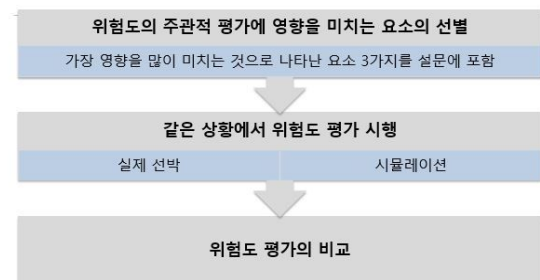 위험도의 주관적 평가에 영향을 미치는 요소의 선별
가장 영향을 많이 미치는 것으로 나타난 요소 3가지를 설문에 포함
같은 상황에서 위험도 평가 시행
실제 선박 시뮬레이션
위험도 평가의 비교